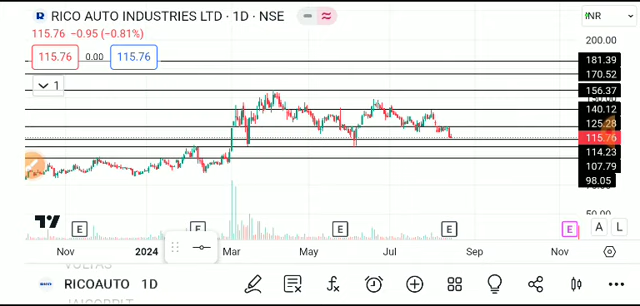 RICO AUTO INDUSTRIES LTD · 1D · NSE
INR
115.76 −0.95 (−0.81%)
115.76 0.00 115.76
1
200.00
181.39
170.52
156.37
140.12
125.28
115.76
114.23
107.79
98.05
50.00
E E E E E
A L
Nov 2024 Mar May Jul Sep Nov
VOLTAS
RICOAUTO 1D